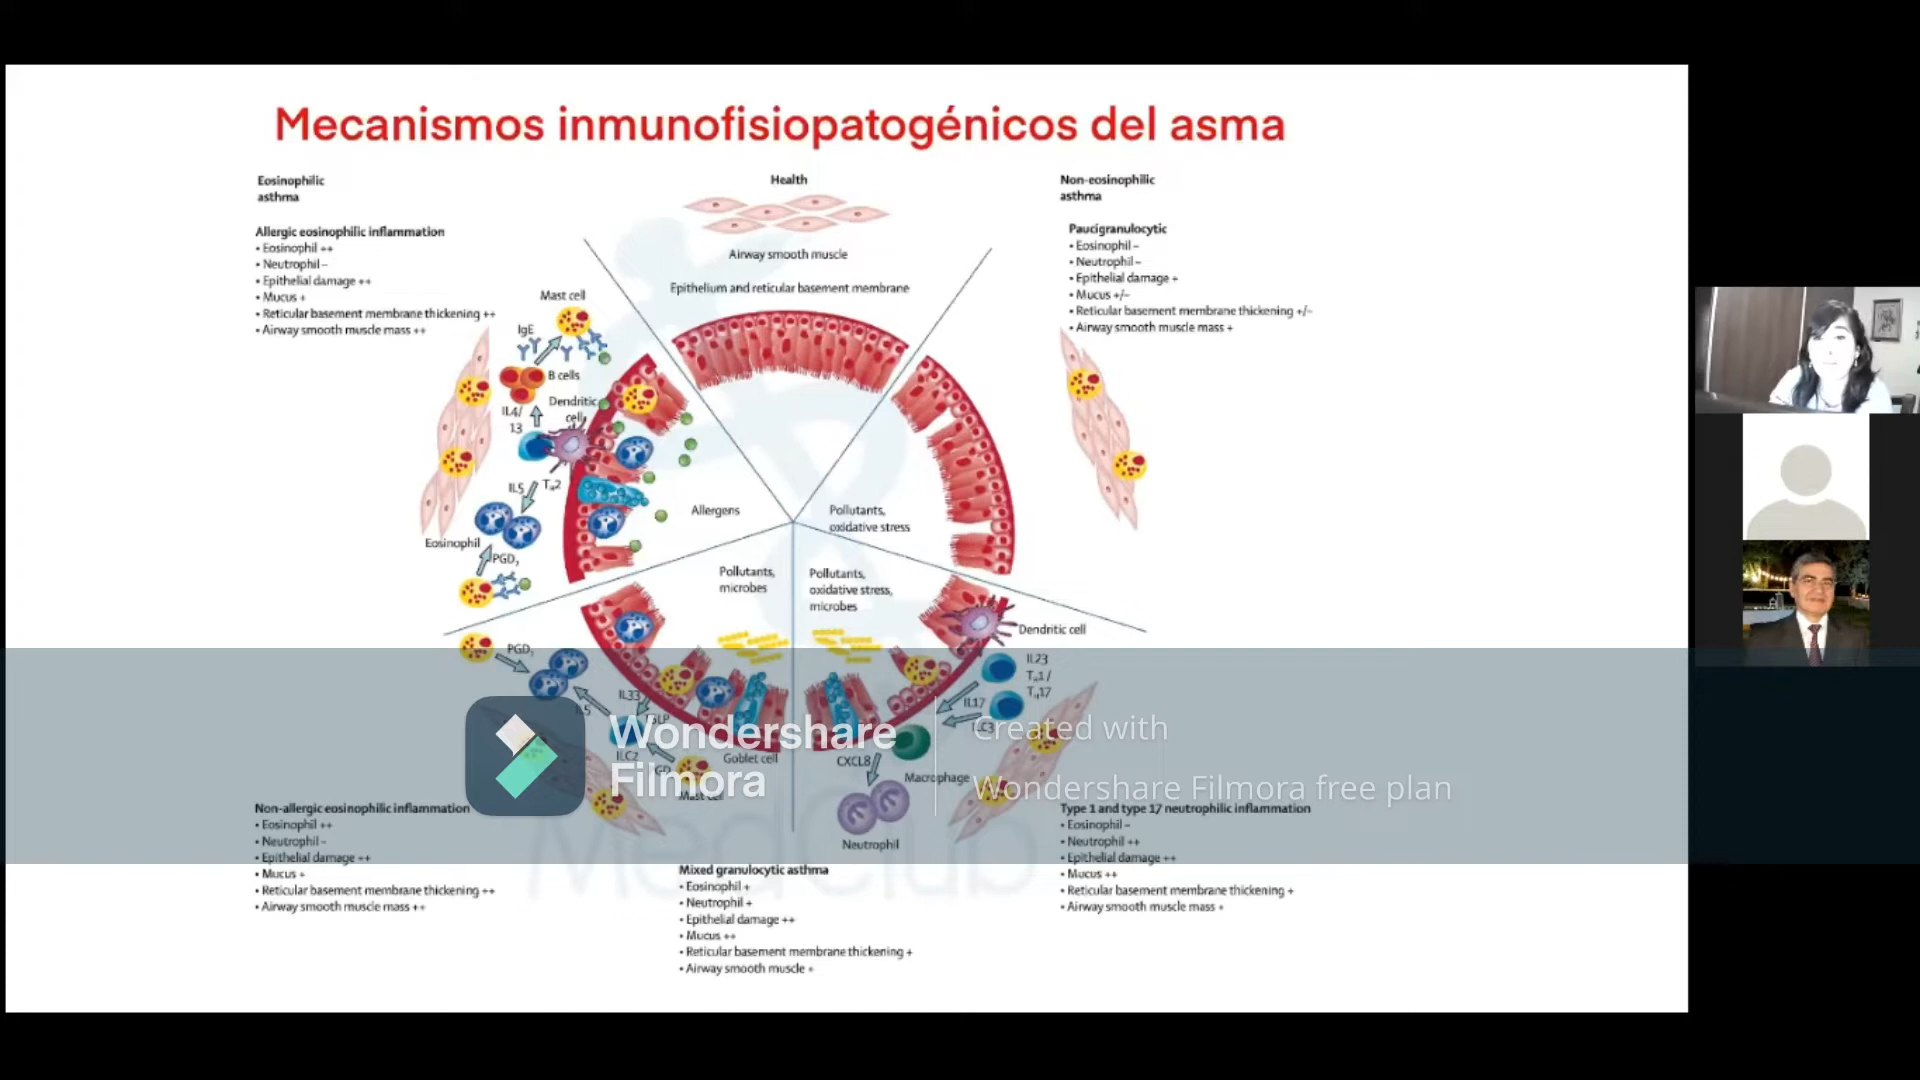 Mecanismos inmunofisiopatogénicos del asma
Eosinophilic
asthma
Allergic eosinophilic inflammation
• Eosinophil ++
• Neutrophil –
• Epithelial damage ++
• Mucus +
• Reticular basement membrane thickening ++
• Airway smooth muscle mass ++
Health
Airway smooth muscle
Epithelium and reticular basement membrane
Non-eosinophilic
asthma
Paucigranulocytic
• Eosinophil –
• Neutrophil –
• Epithelial damage +
• Mucus +/–
• Reticular basement membrane thickening +/–
• Airway smooth muscle mass +
Mast cell
IgE
B cells
Dendritic
cell
IL4/
13
IL5
TH2
Eosinophil
PGD2
Allergens
Pollutants,
oxidative stress
Pollutants,
microbes
Pollutants,
oxidative stress,
microbes
Dendritic cell
PGD2
IL33
TSLP
IL5
ILC2
Goblet cell
Mast cell
IL23
TH1/
TH17
IL17
ILC3
CXCL8
Macrophage
Neutrophil
Wondershare
Filmora
Created with
Wondershare Filmora free plan
Non-allergic eosinophilic inflammation
• Eosinophil ++
• Neutrophil –
• Epithelial damage ++
• Mucus +
• Reticular basement membrane thickening ++
• Airway smooth muscle mass ++
Mixed granulocytic asthma
• Eosinophil +
• Neutrophil +
• Epithelial damage ++
• Mucus ++
• Reticular basement membrane thickening +
• Airway smooth muscle +
Type 1 and type 17 neutrophilic inflammation
• Eosinophil –
• Neutrophil ++
• Epithelial damage ++
• Mucus ++
• Reticular basement membrane thickening +
• Airway smooth muscle mass +
MedClub